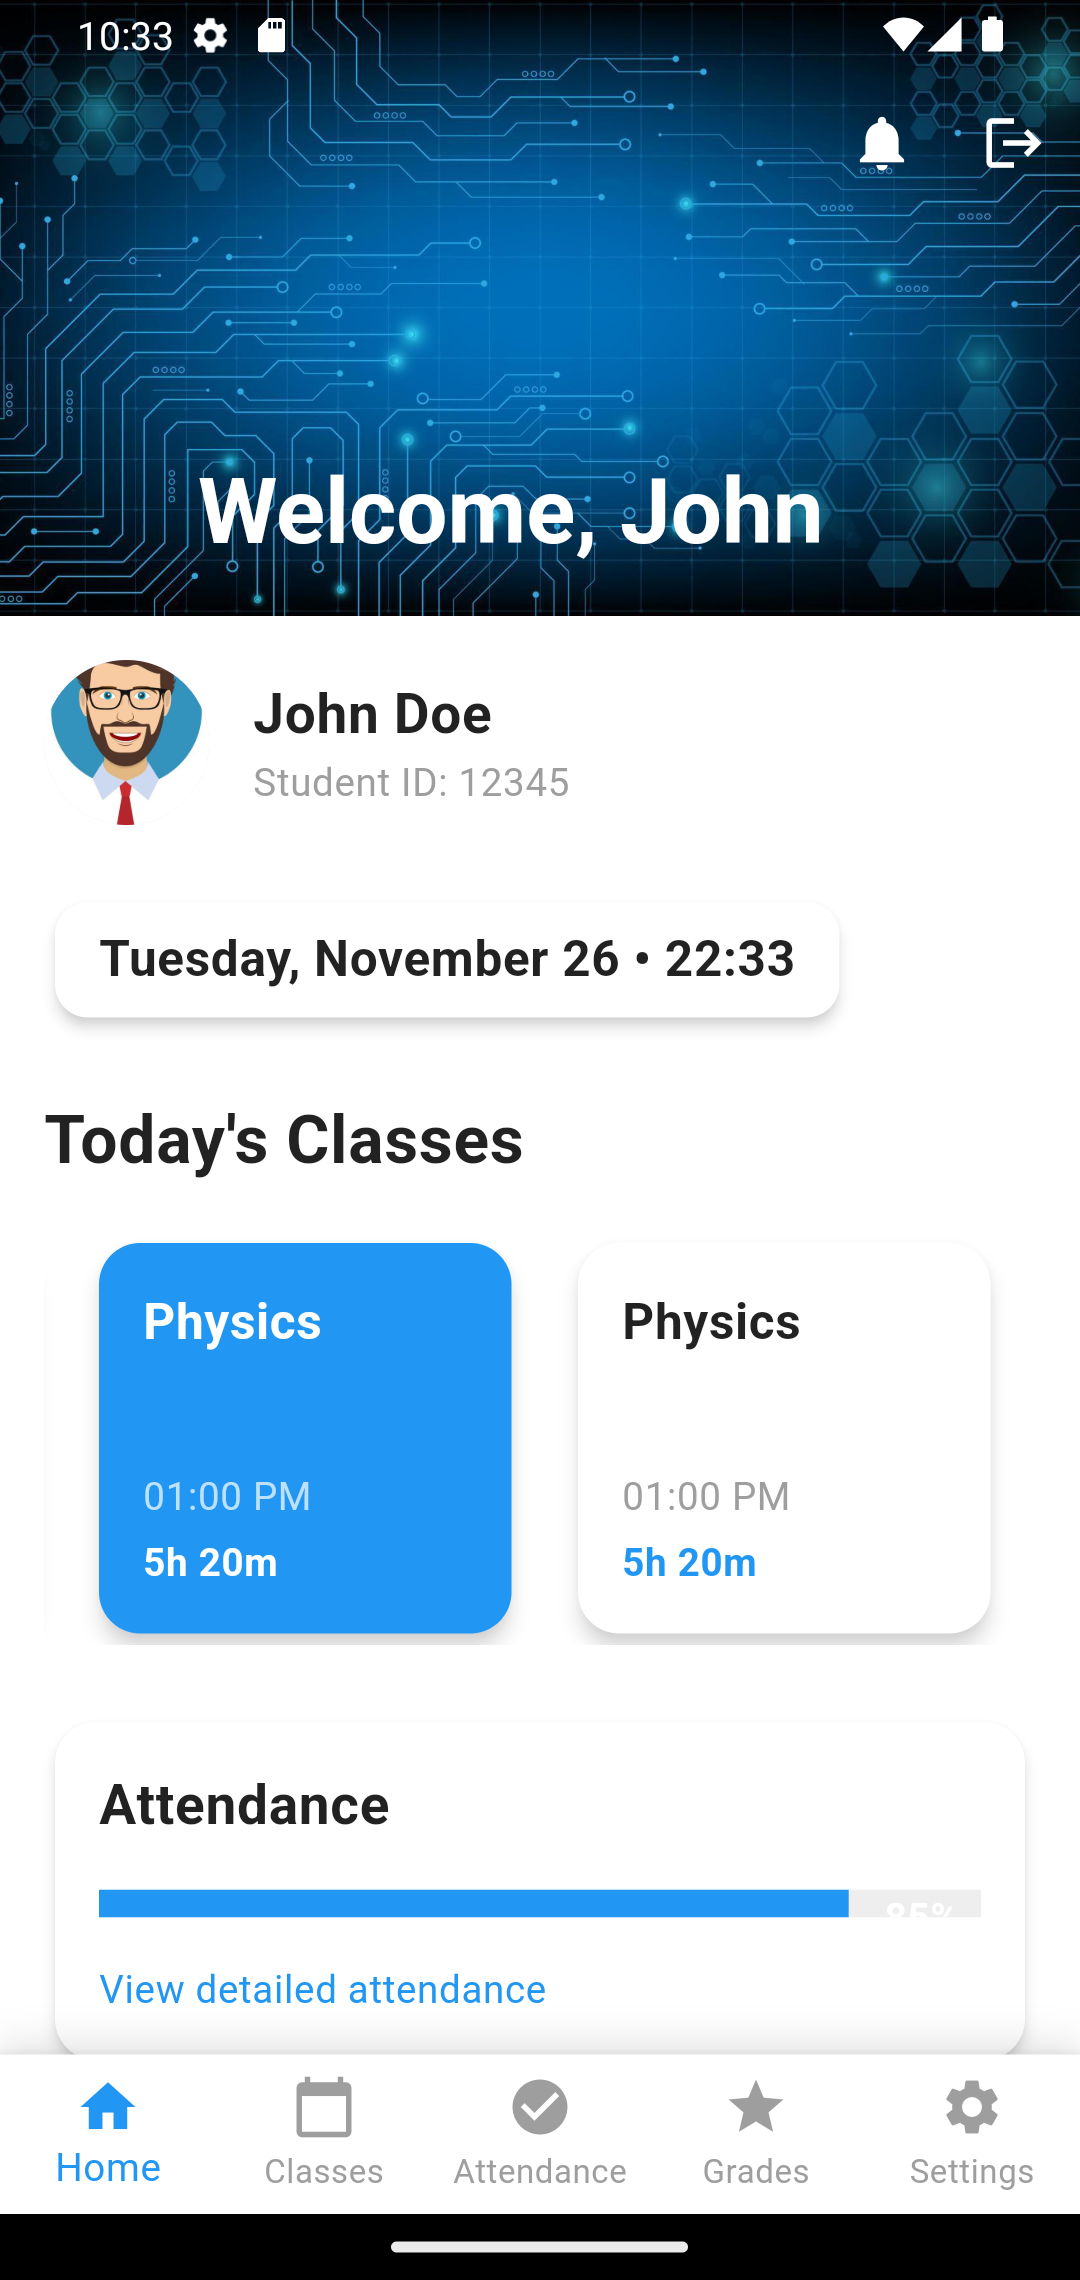 10:33
Welcome, John
John Doe
Student ID: 12345
Tuesday, November 26 • 22:33
Today's Classes
Physics
01:00 PM
5h 20m
Physics
01:00 PM
5h 20m
Attendance
85%
View detailed attendance
Home
Classes
Attendance
Grades
Settings